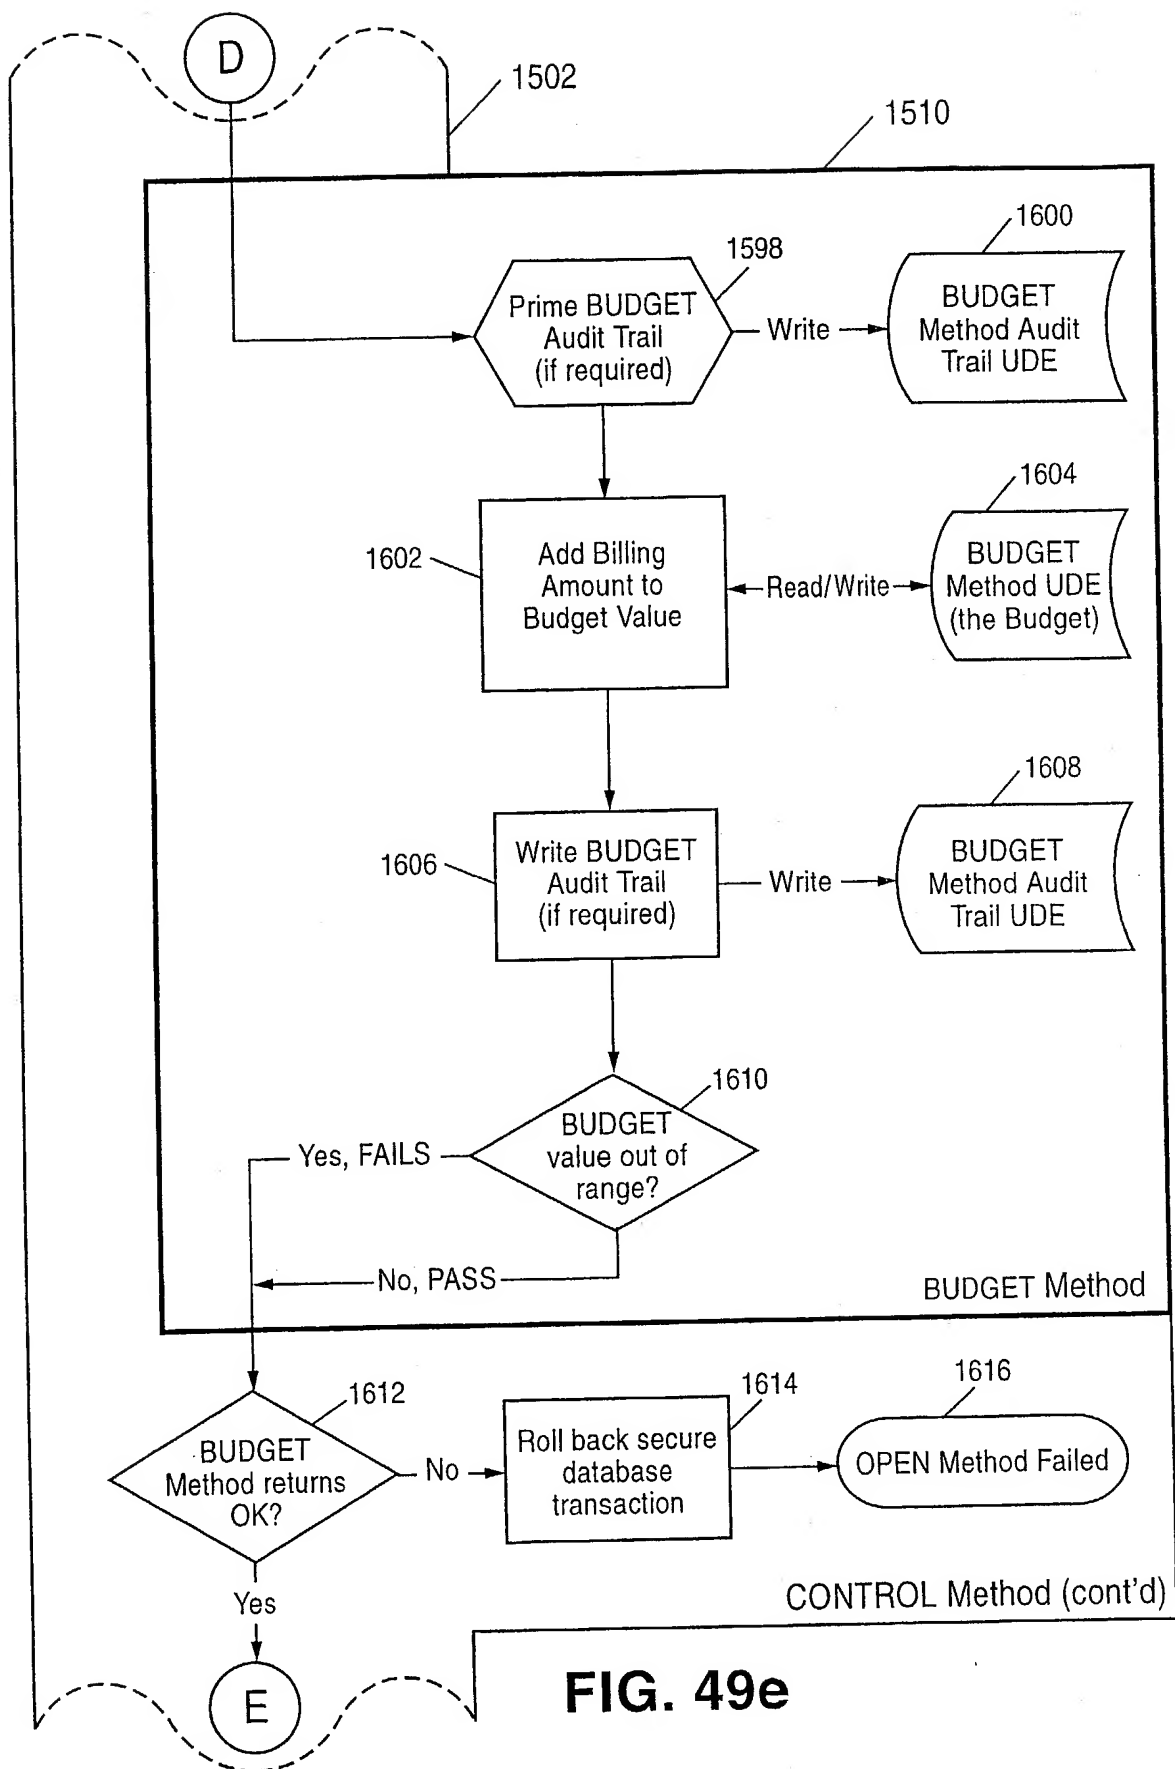 D
1502
1510
1598
1600
Prime BUDGET
Audit Trail
(if required)
Write
BUDGET
Method Audit
Trail UDE
1602
Add Billing
Amount to
Budget Value
Read/Write
1604
BUDGET
Method UDE
(the Budget)
1606
Write BUDGET
Audit Trail
(if required)
Write
1608
BUDGET
Method Audit
Trail UDE
1610
BUDGET
value out of
range?
Yes, FAILS
No, PASS
BUDGET Method
1612
BUDGET
Method returns
OK?
No
1614
Roll back secure
database
transaction
1616
OPEN Method Failed
Yes
CONTROL Method (cont'd)
E
FIG. 49e